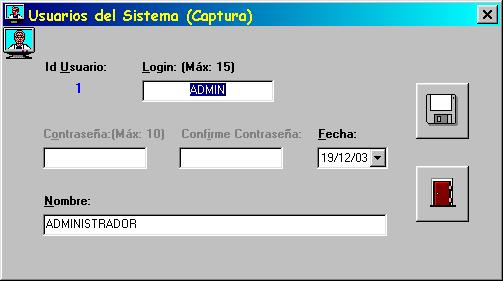 Usuarios del Sistema (Captura)
Id Usuario: Login: (Máx: 15)
1 ADMIN
Contraseña:(Máx: 10) Confirme Contraseña: Fecha:
19/12/03
Nombre:
ADMINISTRADOR